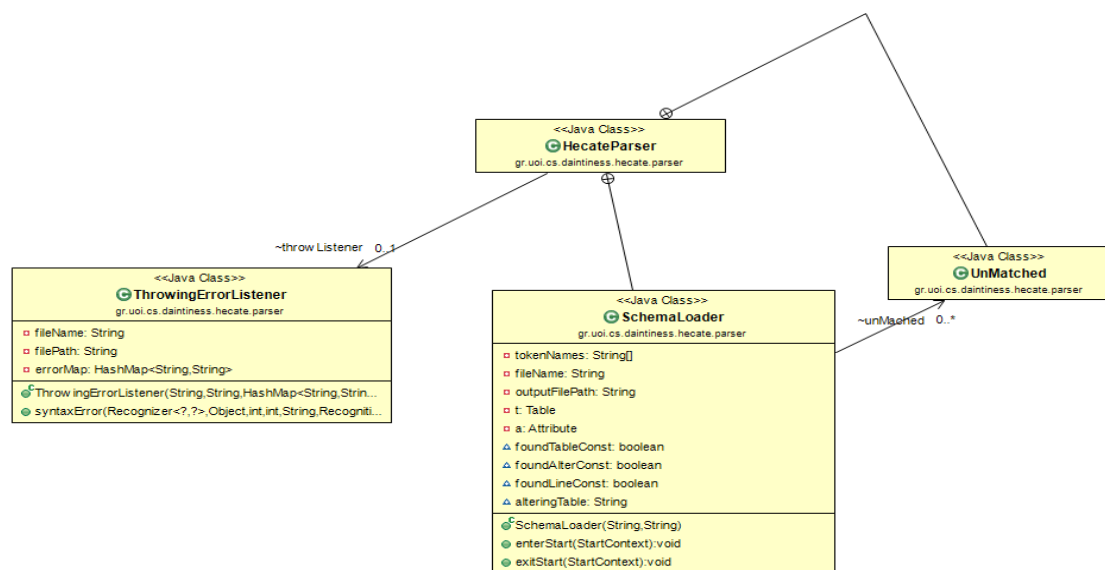 <<Java Class>>
HecateParser
gr.uoi.cs.daintiness.hecate.parser
~throw Listener 0..1
<<Java Class>>
ThrowingErrorListener
gr.uoi.cs.daintiness.hecate.parser
fileName: String
filePath: String
errorMap: HashMap<String,String>
ThrowingErrorListener(String,String,HashMap<String,Strin...
syntaxError(Recognizer<?,?>,Object,int,int,String,Recogniti...
<<Java Class>>
SchemaLoader
gr.uoi.cs.daintiness.hecate.parser
tokenNames: String[]
fileName: String
outputFilePath: String
t: Table
a: Attribute
foundTableConst: boolean
foundAlterConst: boolean
foundLineConst: boolean
alteringTable: String
SchemaLoader(String,String)
enterStart(StartContext):void
exitStart(StartContext):void
<<Java Class>>
UnMatched
gr.uoi.cs.daintiness.hecate.parser
~unMached 0..*